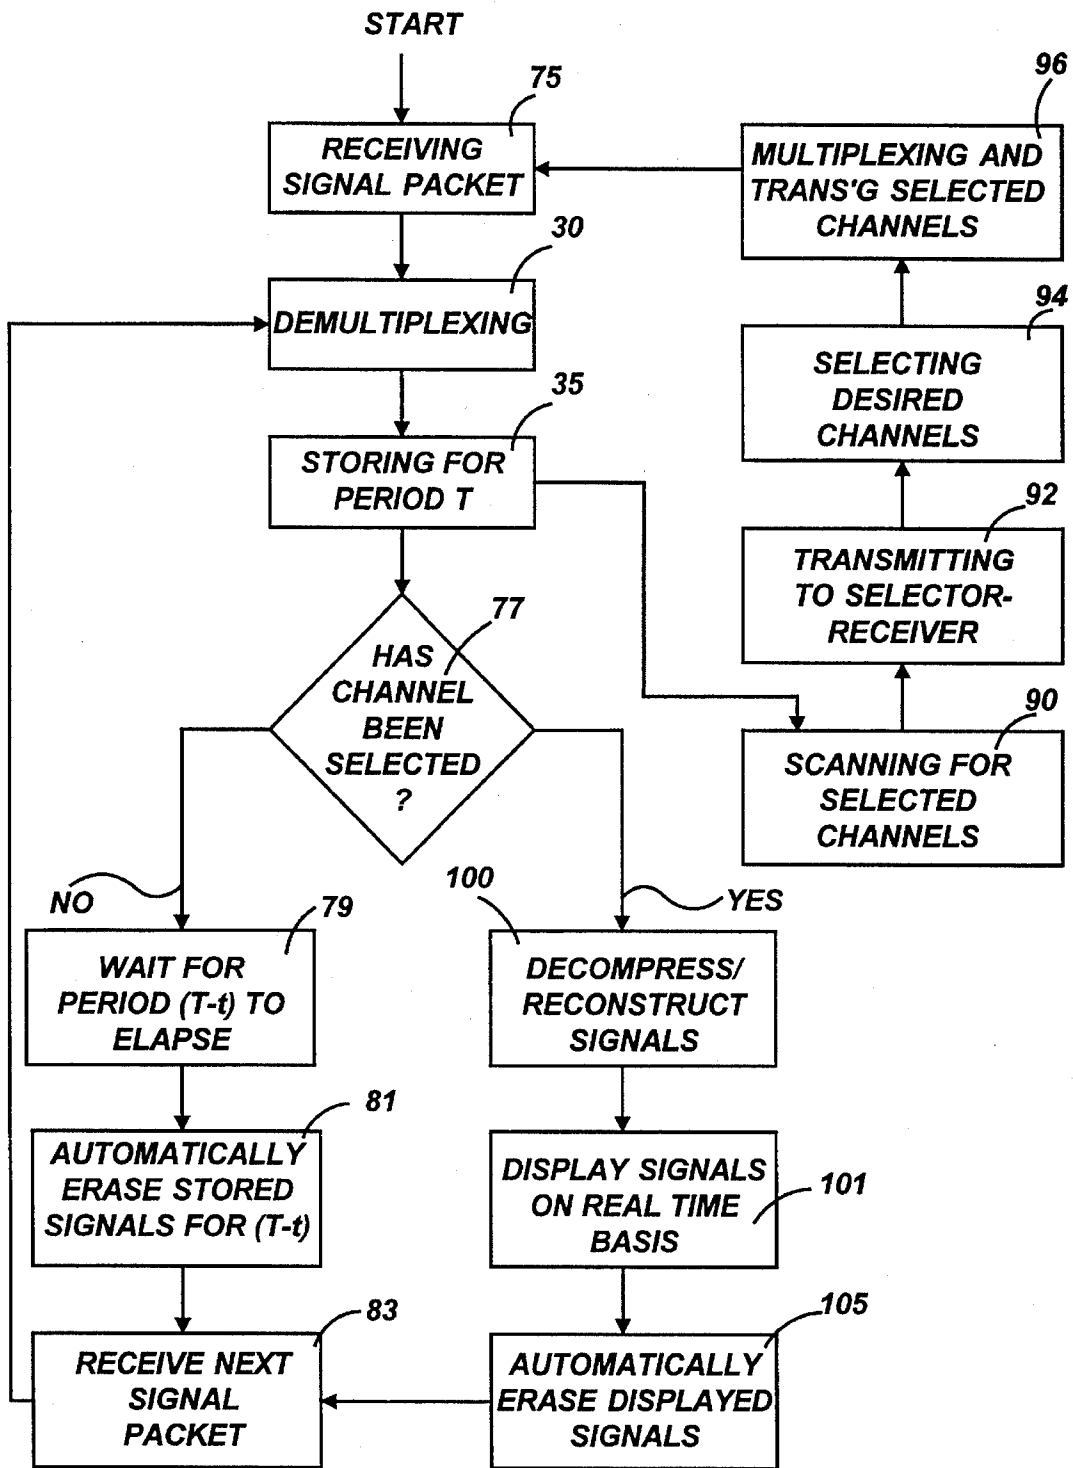 START
75
RECEIVING
SIGNAL PACKET
96
MULTIPLEXING AND
TRANS'G SELECTED
CHANNELS
30
DEMULTIPLEXING
94
SELECTING
DESIRED
CHANNELS
35
STORING FOR
PERIOD T
92
TRANSMITTING
TO SELECTOR-
RECEIVER
77
HAS
CHANNEL
BEEN
SELECTED
?
90
SCANNING FOR
SELECTED
CHANNELS
NO
YES
79
WAIT FOR
PERIOD (T-t) TO
ELAPSE
100
DECOMPRESS/
RECONSTRUCT
SIGNALS
81
AUTOMATICALLY
ERASE STORED
SIGNALS FOR (T-t)
101
DISPLAY SIGNALS
ON REAL TIME
BASIS
83
RECEIVE NEXT
SIGNAL
PACKET
105
AUTOMATICALLY
ERASE DISPLAYED
SIGNALS